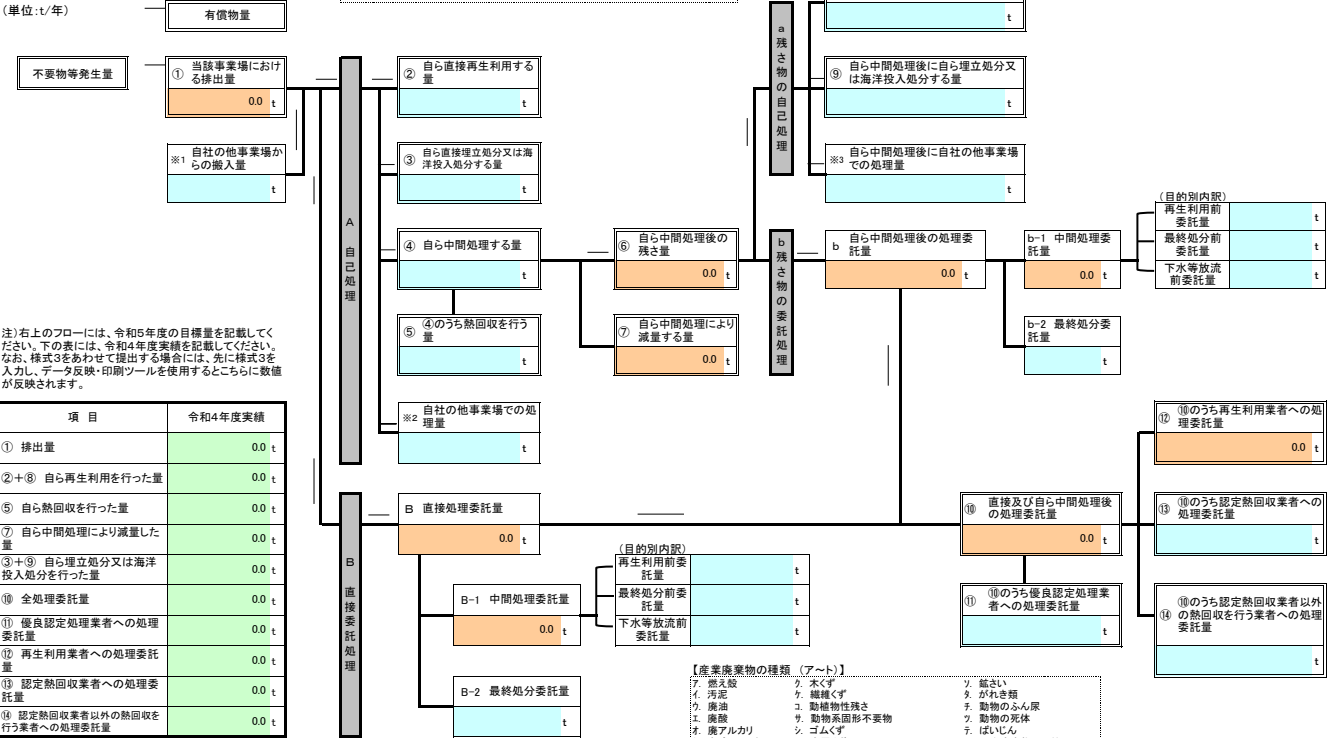 (単位:t/年)
有償物量
t
不要物等発生量
① 当該事業場におけ
る排出量
0.0 t
※1 自社の他事業場か
らの搬入量
t
A 自己処理
② 自ら直接再生利用する
量
t
③ 自ら直接埋立処分又は海
洋投入処分する量
t
④ 自ら中間処理する量
t
⑤ ④のうち熱回収を行う
量
t
※2 自社の他事業場での処
理量
t
⑥ 自ら中間処理後の
残さ量
0.0 t
⑦ 自ら中間処理により
減量する量
0.0 t
a 残さ物の自己処理
⑨ 自ら中間処理後に自ら埋立処分又
は海洋投入処分する量
t
※3 自ら中間処理後に自社の他事業場
での処理量
t
b 残さ物の委託処理
b 自ら中間処理後の処理委
託量
0.0 t
b-1 中間処理委
託量
0.0 t
(目的別内訳)
再生利用前
委託量
t
最終処分前
委託量
t
下水等放流
前委託量
t
b-2 最終処分委
託量
t
注)右上のフローには、令和5年度の目標量を記載してく
ださい。下の表には、令和4年度実績を記載してください。
なお、様式3をあわせて提出する場合には、先に様式3を
入力し、データ反映・印刷ツールを使用するとこちらに数値
が反映されます。
項 目 令和4年度実績
① 排出量 0.0 t
②+⑧ 自ら再生利用を行った量 0.0 t
⑤ 自ら熱回収を行った量 0.0 t
⑦ 自ら中間処理により減量した
量 0.0 t
③+⑨ 自ら埋立処分又は海洋
投入処分を行った量 0.0 t
⑩ 全処理委託量 0.0 t
⑪ 優良認定処理業者への処理
委託量 0.0 t
⑫ 再生利用業者への処理委託
量 0.0 t
⑬ 認定熱回収業者への処理委
託量 0.0 t
⑭ 認定熱回収業者以外の熱回収を
行う業者への処理委託量 0.0 t
B 直接委託処理
B 直接処理委託量
0.0 t
B-1 中間処理委託量
0.0 t
(目的別内訳)
再生利用前委
託量
t
最終処分前委
託量
t
下水等放流前
委託量
t
B-2 最終処分委託量
t
⑩ 直接及び自ら中間処理後
の処理委託量
0.0 t
⑪ ⑩のうち優良認定処理業
者への処理委託量
t
⑫ ⑩のうち再生利用業者への処
理委託量
0.0 t
⑬ ⑩のうち認定熱回収業者への
処理委託量
t
⑭ ⑩のうち認定熱回収業者以外
の熱回収を行う業者への処理
委託量
t
【産業廃棄物の種類 (ア~ト)】
ア. 燃え殻 ク. 木くず ソ. 鉱さい
イ. 汚泥 ケ. 繊維くず タ. がれき類
ウ. 廃油 コ. 動植物性残さ チ. 動物のふん尿
エ. 廃酸 サ. 動物系固形不要物 ツ. 動物の死体
オ. 廃アルカリ シ. ゴムくず テ. ばいじん